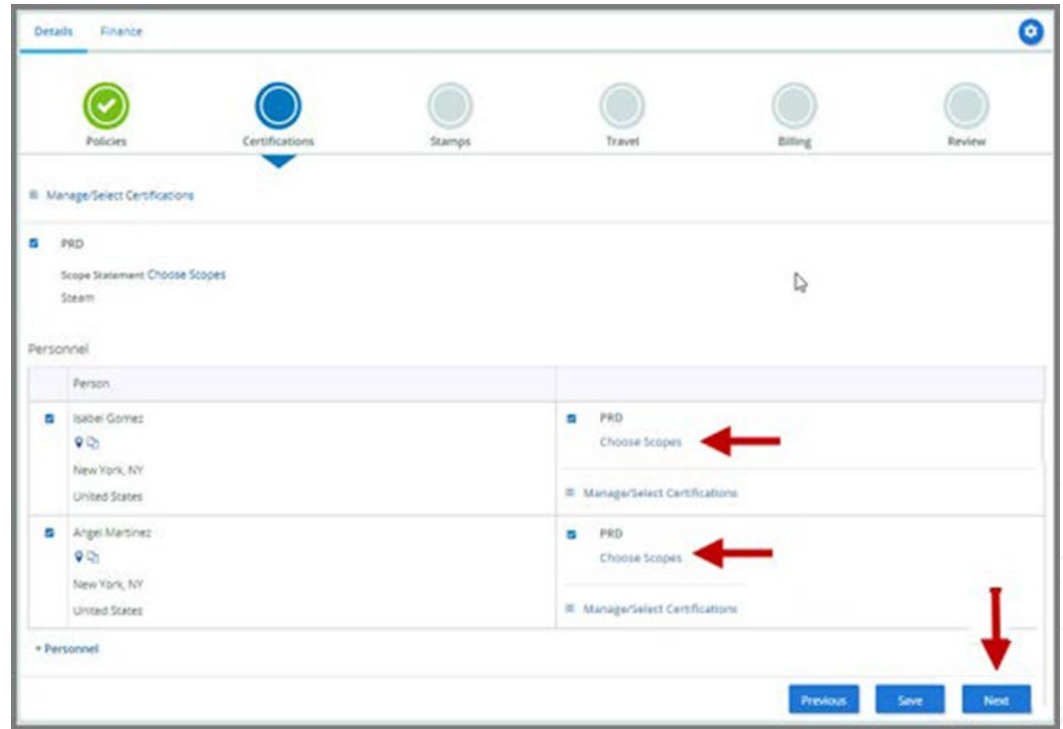 Details Finance
Policies Certifications Stamps Travel Billing Review
Manage/Select Certifications
PRD
Scope Statement Choose Scopes
Steam
Personnel
Person
Isabel Gomez
PRD
Choose Scopes
New York, NY
United States
Manage/Select Certifications
Angel Martinez
PRD
Choose Scopes
New York, NY
United States
Manage/Select Certifications
+ Personnel
Previous Save Next